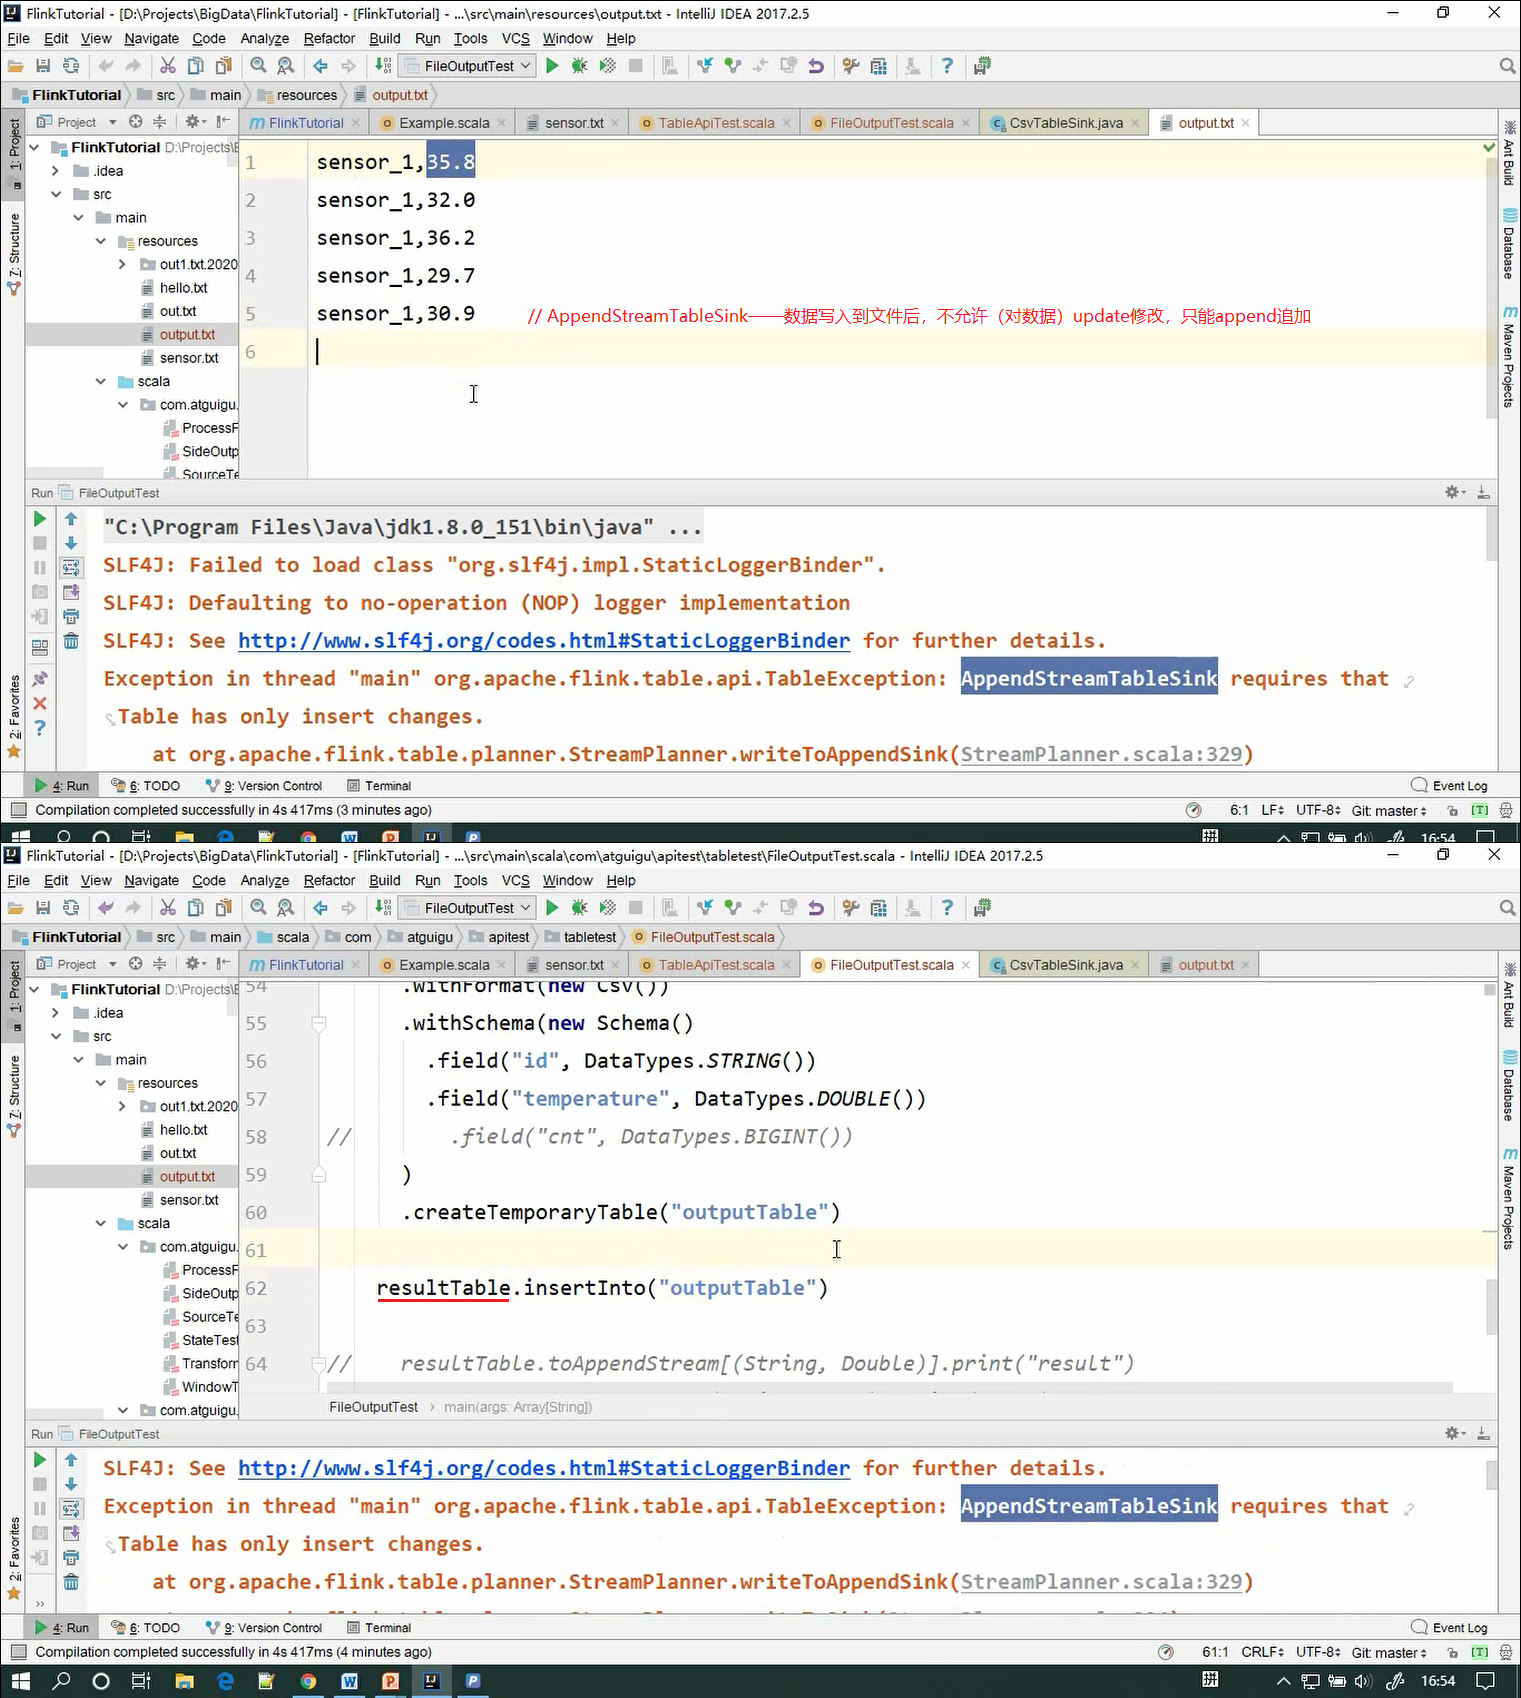 FlinkTutorial - [D:\Projects\BigData\FlinkTutorial] - [FlinkTutorial] - ...\src\main\resources\output.txt - IntelliJ IDEA 2017.2.5
File Edit View Navigate Code Analyze Refactor Build Run Tools VCS Window Help
FileOutputTest
FlinkTutorial src main resources output.txt
Project FlinkTutorial Example.scala sensor.txt TableApiTest.scala FileOutputTest.scala CsvTableSink.java output.txt
1: Project
Z: Structure
2: Favorites
Ant Build
Database
Maven Projects
FlinkTutorial D:\Projects\
.idea
src
main
resources
out1.txt.2020
hello.txt
out.txt
output.txt
sensor.txt
scala
com.atguigu.
ProcessF
SideOutp
SourceTe
1 sensor_1,35.8
2 sensor_1,32.0
3 sensor_1,36.2
4 sensor_1,29.7
5 sensor_1,30.9 // AppendStreamTableSink——数据写入到文件后，不允许（对数据）update修改，只能append追加
6
Run FileOutputTest
"C:\Program Files\Java\jdk1.8.0_151\bin\java" ...
SLF4J: Failed to load class "org.slf4j.impl.StaticLoggerBinder".
SLF4J: Defaulting to no-operation (NOP) logger implementation
SLF4J: See http://www.slf4j.org/codes.html#StaticLoggerBinder for further details.
Exception in thread "main" org.apache.flink.table.api.TableException: AppendStreamTableSink requires that
Table has only insert changes.
at org.apache.flink.table.planner.StreamPlanner.writeToAppendSink(StreamPlanner.scala:329)
4: Run 6: TODO 9: Version Control Terminal Event Log
Compilation completed successfully in 4s 417ms (3 minutes ago) 6:1 LF UTF-8 Git: master [T]
拼 16:54
FlinkTutorial - [D:\Projects\BigData\FlinkTutorial] - [FlinkTutorial] - ...\src\main\scala\com\atguigu\apitest\tabletest\FileOutputTest.scala - IntelliJ IDEA 2017.2.5
File Edit View Navigate Code Analyze Refactor Build Run Tools VCS Window Help
FileOutputTest
FlinkTutorial src main scala com atguigu apitest tabletest FileOutputTest.scala
Project FlinkTutorial Example.scala sensor.txt TableApiTest.scala FileOutputTest.scala CsvTableSink.java output.txt
1: Project
Z: Structure
2: Favorites
Ant Build
Database
Maven Projects
FlinkTutorial D:\Projects\
.idea
src
main
resources
out1.txt.2020
hello.txt
out.txt
output.txt
sensor.txt
scala
com.atguigu.
ProcessF
SideOutp
SourceTe
StateTest
Transforr
WindowT
com.atguigu.
54 .withFormat(new Csv())
55 .withSchema(new Schema()
56 .field("id", DataTypes.STRING())
57 .field("temperature", DataTypes.DOUBLE())
58 // .field("cnt", DataTypes.BIGINT())
59 )
60 .createTemporaryTable("outputTable")
61
62 resultTable.insertInto("outputTable")
63
64 // resultTable.toAppendStream[(String, Double)].print("result")
FileOutputTest main(args: Array[String])
Run FileOutputTest
SLF4J: See http://www.slf4j.org/codes.html#StaticLoggerBinder for further details.
Exception in thread "main" org.apache.flink.table.api.TableException: AppendStreamTableSink requires that
Table has only insert changes.
at org.apache.flink.table.planner.StreamPlanner.writeToAppendSink(StreamPlanner.scala:329)
4: Run 6: TODO 9: Version Control Terminal Event Log
Compilation completed successfully in 4s 417ms (4 minutes ago) 61:1 CRLF UTF-8 Git: master [T]
拼 16:54